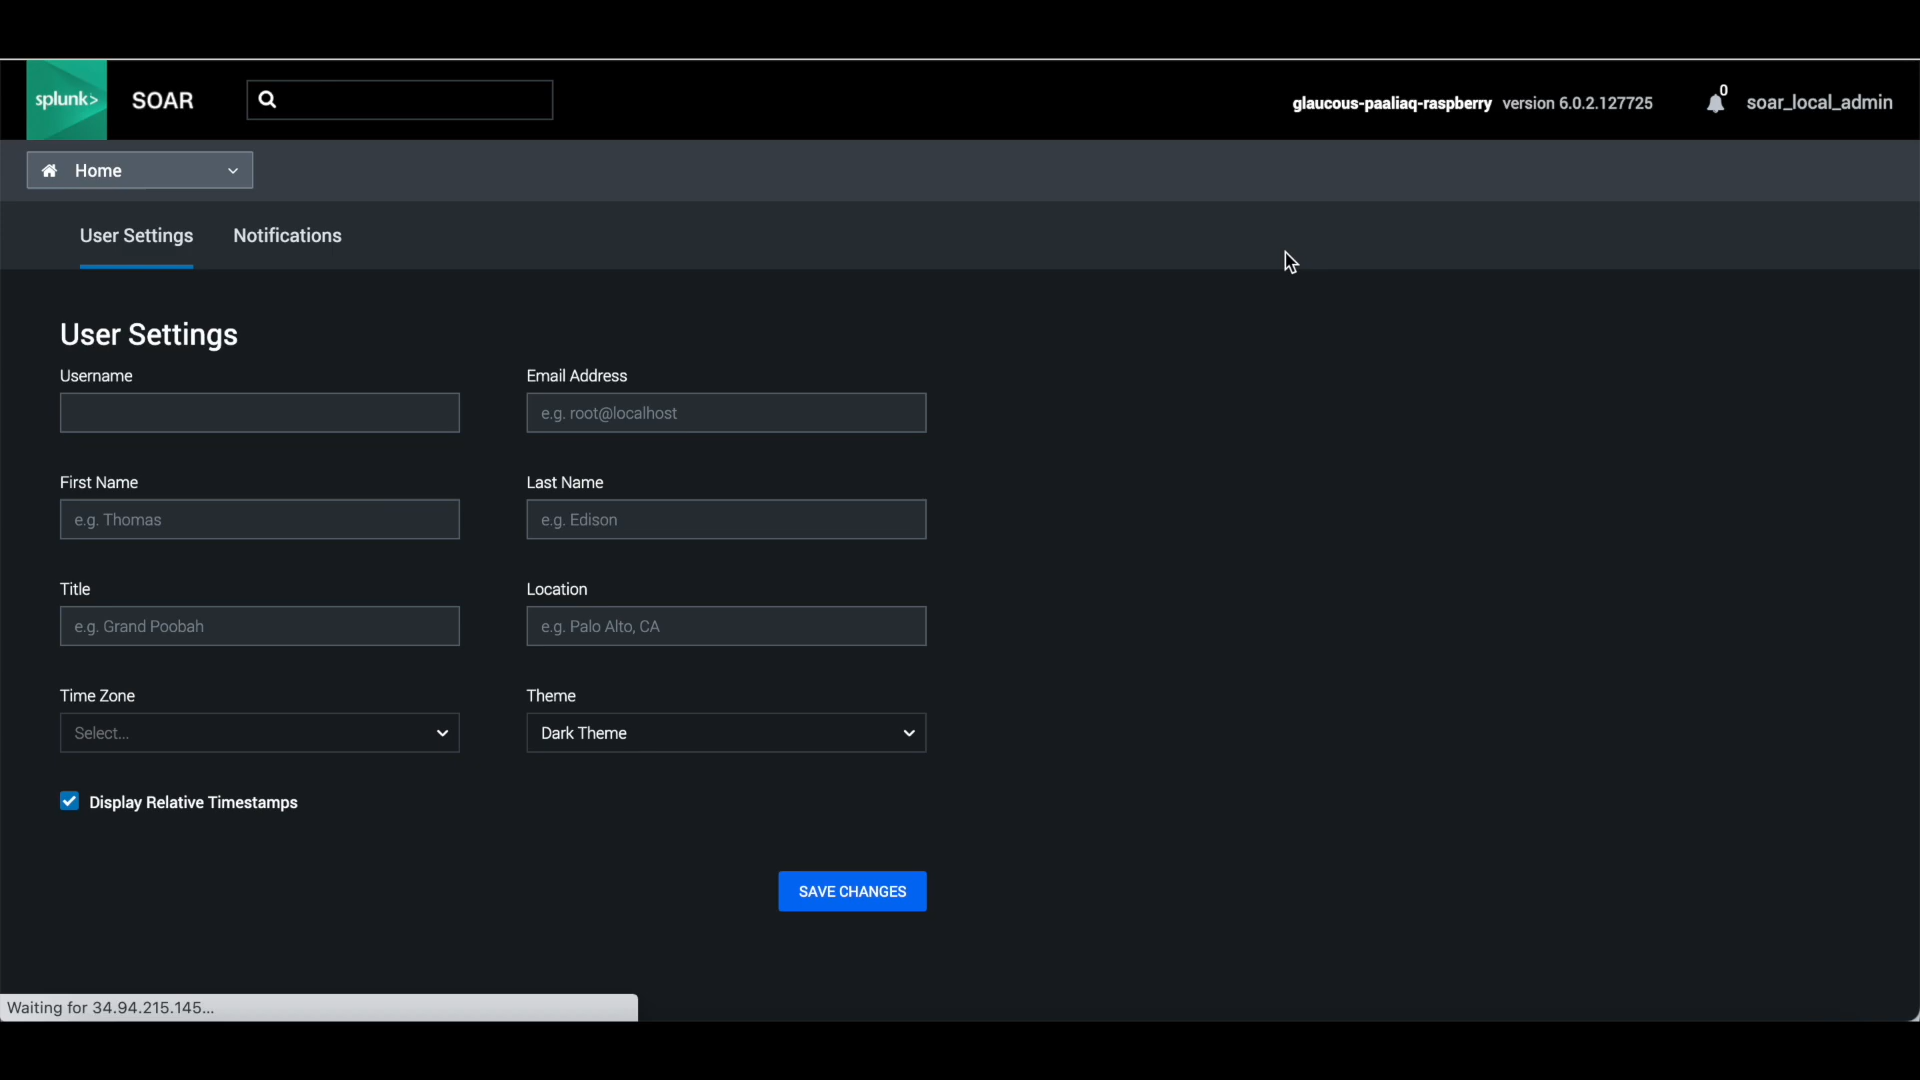 splunk> SOAR glaucous-paaliaq-raspberry version 6.0.2.127725 0 soar_local_admin
Home
User Settings Notifications
User Settings
Username Email Address
e.g. root@localhost
First Name Last Name
e.g. Thomas e.g. Edison
Title Location
e.g. Grand Poobah e.g. Palo Alto, CA
Time Zone Theme
Select... Dark Theme
Display Relative Timestamps
SAVE CHANGES
Waiting for 34.94.215.145...